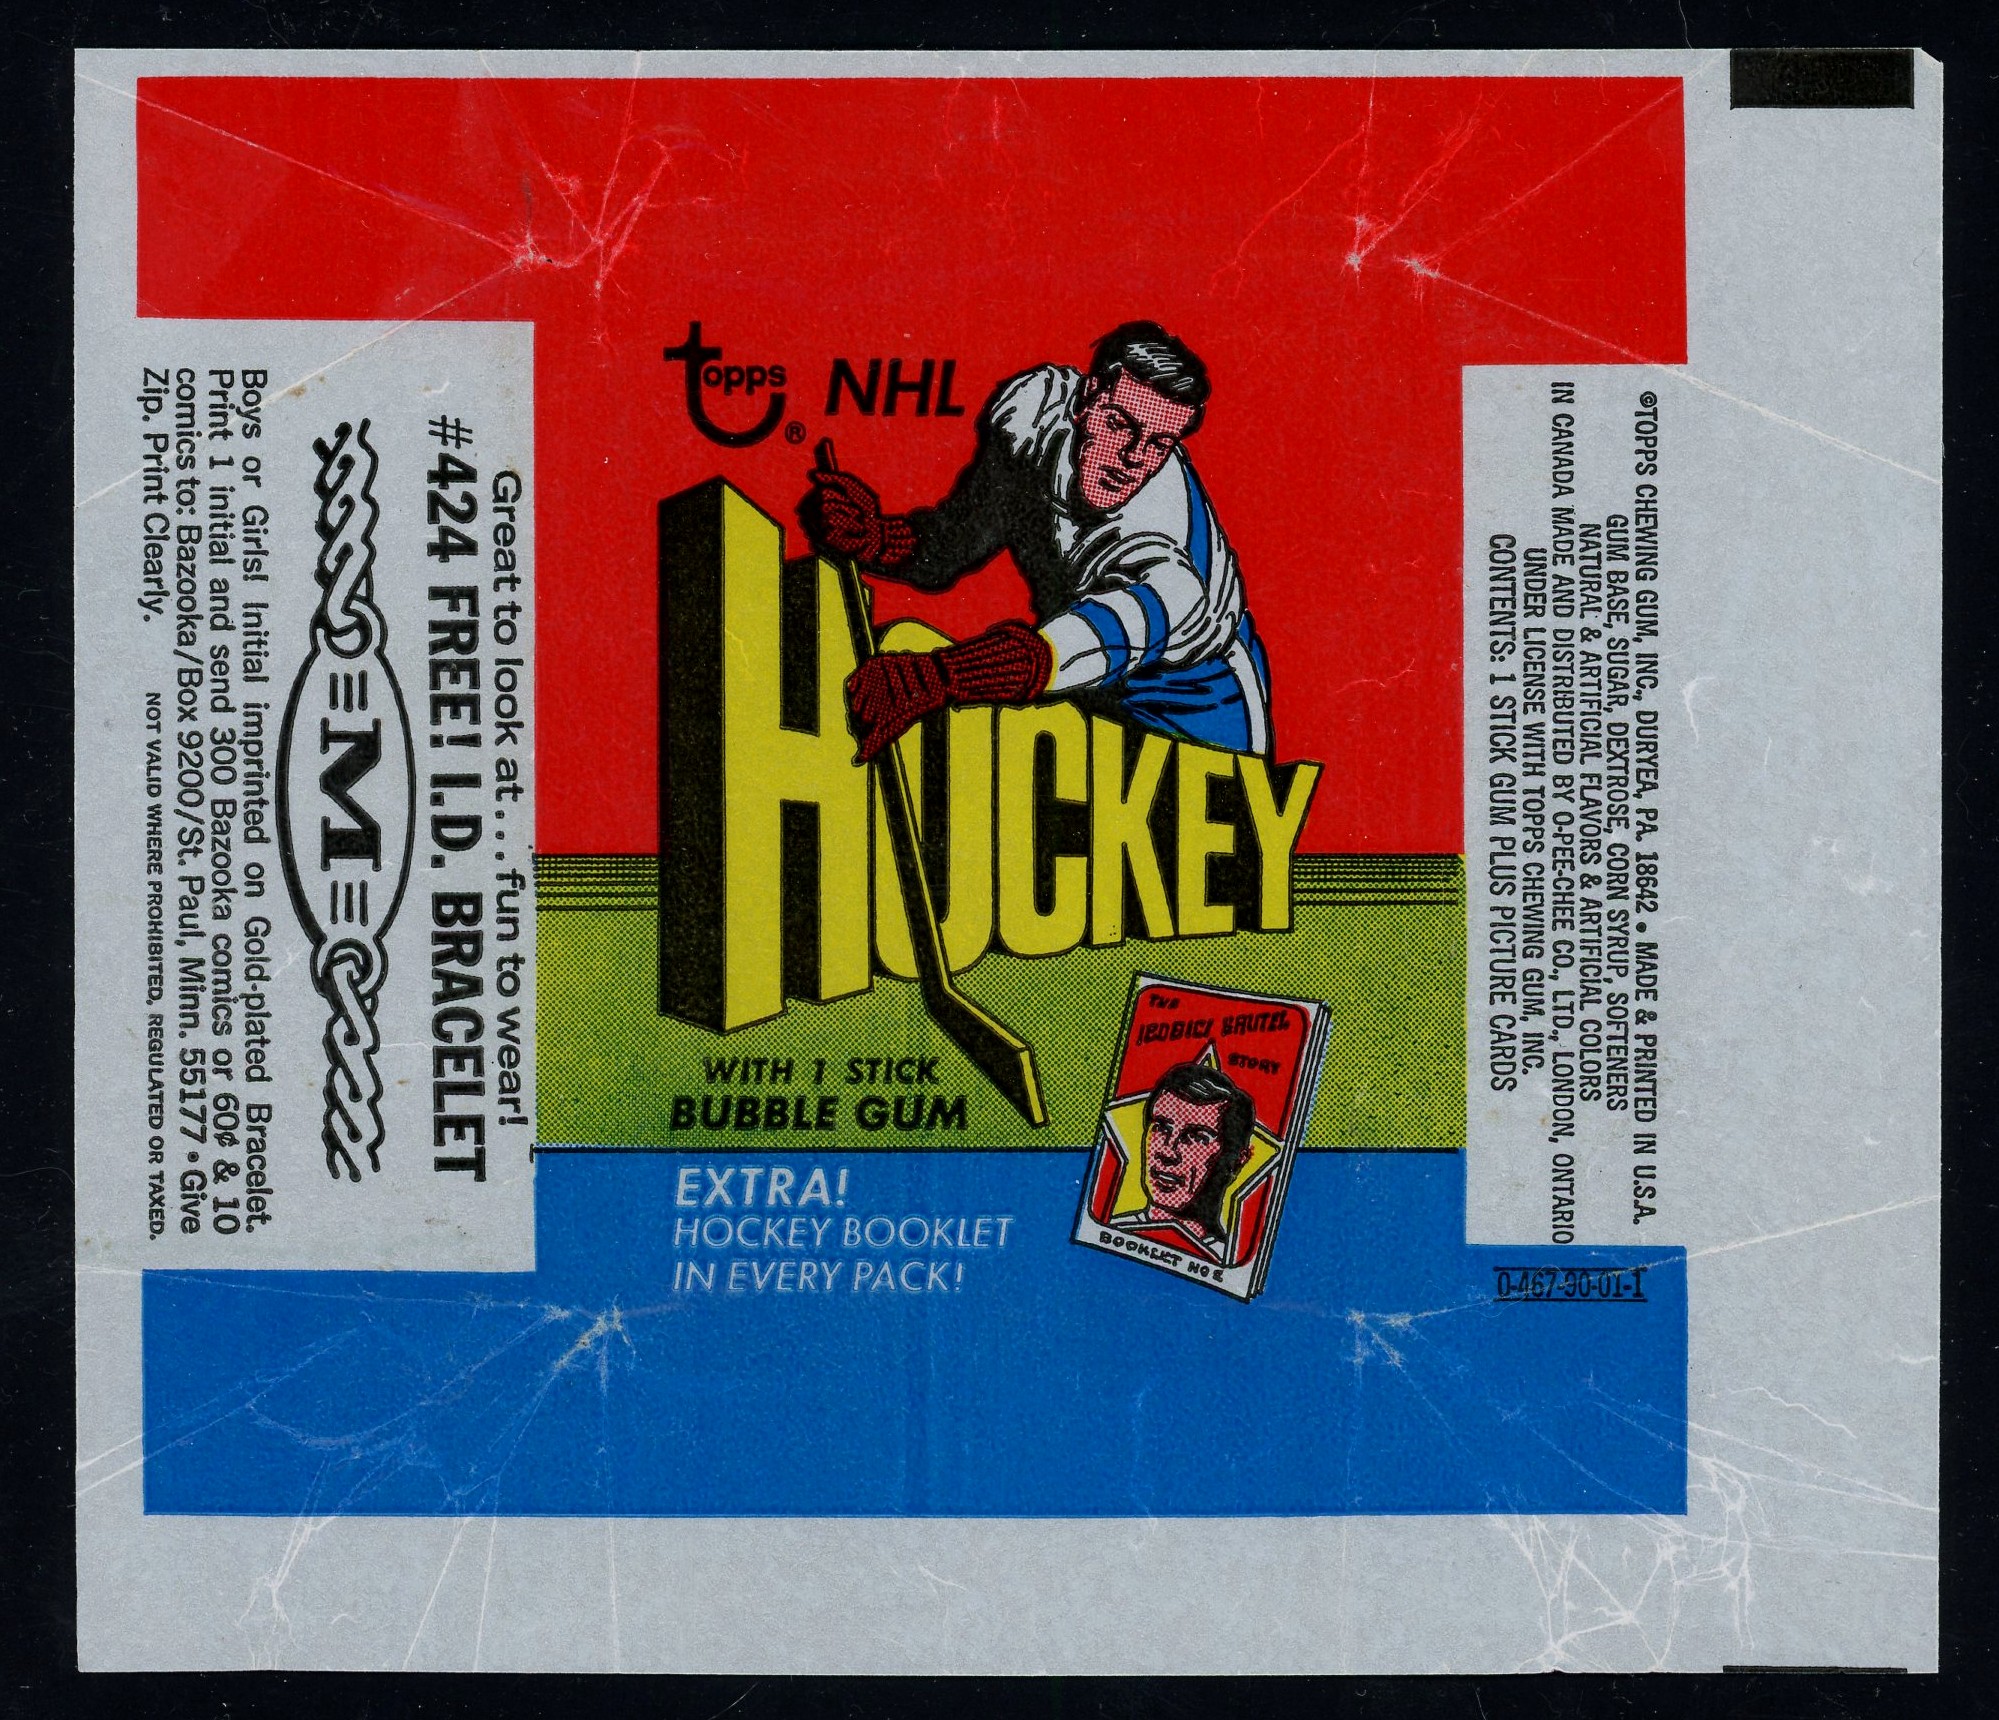 topps®
NHL
HOCKEY
WITH 1 STICK
BUBBLE GUM
EXTRA!
HOCKEY BOOKLET
IN EVERY PACK!
THE
STORY
BOOKLET NO
Great to look at...fun to wear!
#424 FREE! I.D. BRACELET
M
Boys or Girls! Initial imprinted on Gold-plated Bracelet.
Print 1 initial and send 300 Bazooka comics or 60¢ & 10
comics to: Bazooka/Box 9200/St. Paul, Minn. 55177 • Give
Zip. Print Clearly. NOT VALID WHERE PROHIBITED, REGULATED OR TAXED.
©TOPPS CHEWING GUM, INC., DURYEA, PA. 18642 • MADE & PRINTED IN U.S.A.
GUM BASE, SUGAR, DEXTROSE, CORN SYRUP, SOFTENERS
NATURAL & ARTIFICIAL FLAVORS & ARTIFICIAL COLORS
IN CANADA MADE AND DISTRIBUTED BY O-PEE-CHEE CO., LTD., LONDON, ONTARIO
UNDER LICENSE WITH TOPPS CHEWING GUM, INC.
CONTENTS: 1 STICK GUM PLUS PICTURE CARDS
0-467-90-01-1